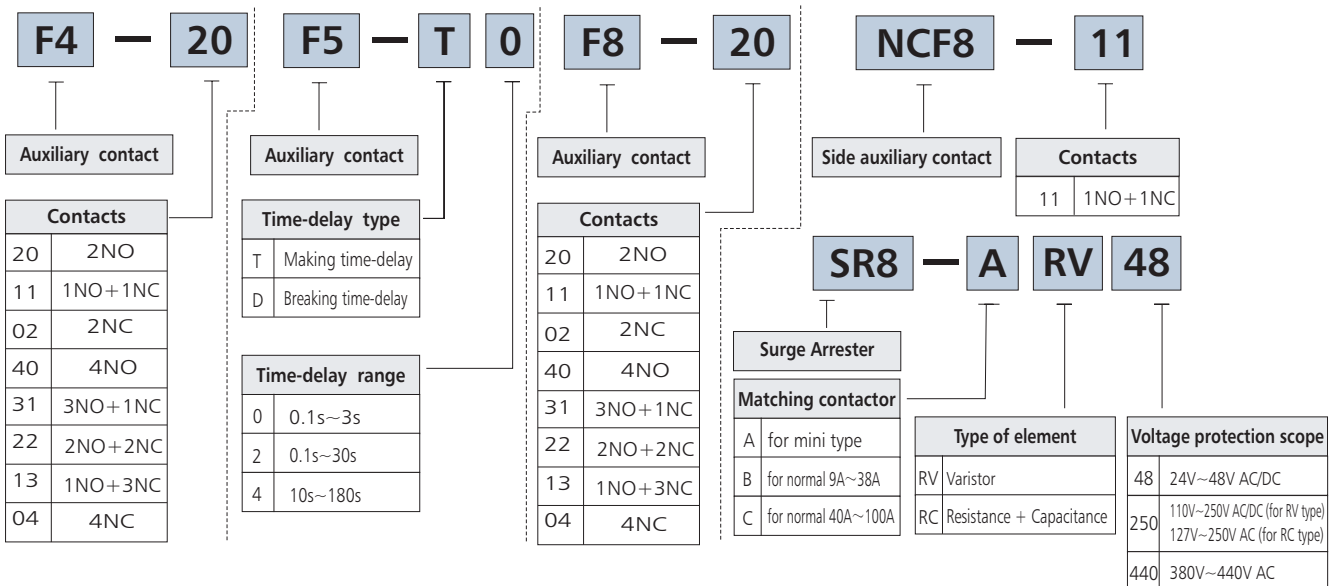 F4 — 20
Auxiliary contact
Contacts
20 2NO
11 1NO+1NC
02 2NC
40 4NO
31 3NO+1NC
22 2NO+2NC
13 1NO+3NC
04 4NC
F5 — T 0
Auxiliary contact
Time-delay type
T Making time-delay
D Breaking time-delay
Time-delay range
0 0.1s~3s
2 0.1s~30s
4 10s~180s
F8 — 20
Auxiliary contact
Contacts
20 2NO
11 1NO+1NC
02 2NC
40 4NO
31 3NO+1NC
22 2NO+2NC
13 1NO+3NC
04 4NC
NCF8 — 11
Side auxiliary contact
Contacts
11 1NO+1NC
SR8 — A RV 48
Surge Arrester
Matching contactor
A for mini type
B for normal 9A~38A
C for normal 40A~100A
Type of element
RV Varistor
RC Resistance + Capacitance
Voltage protection scope
48 24V~48V AC/DC
250 110V~250V AC/DC (for RV type)
127V~250V AC (for RC type)
440 380V~440V AC